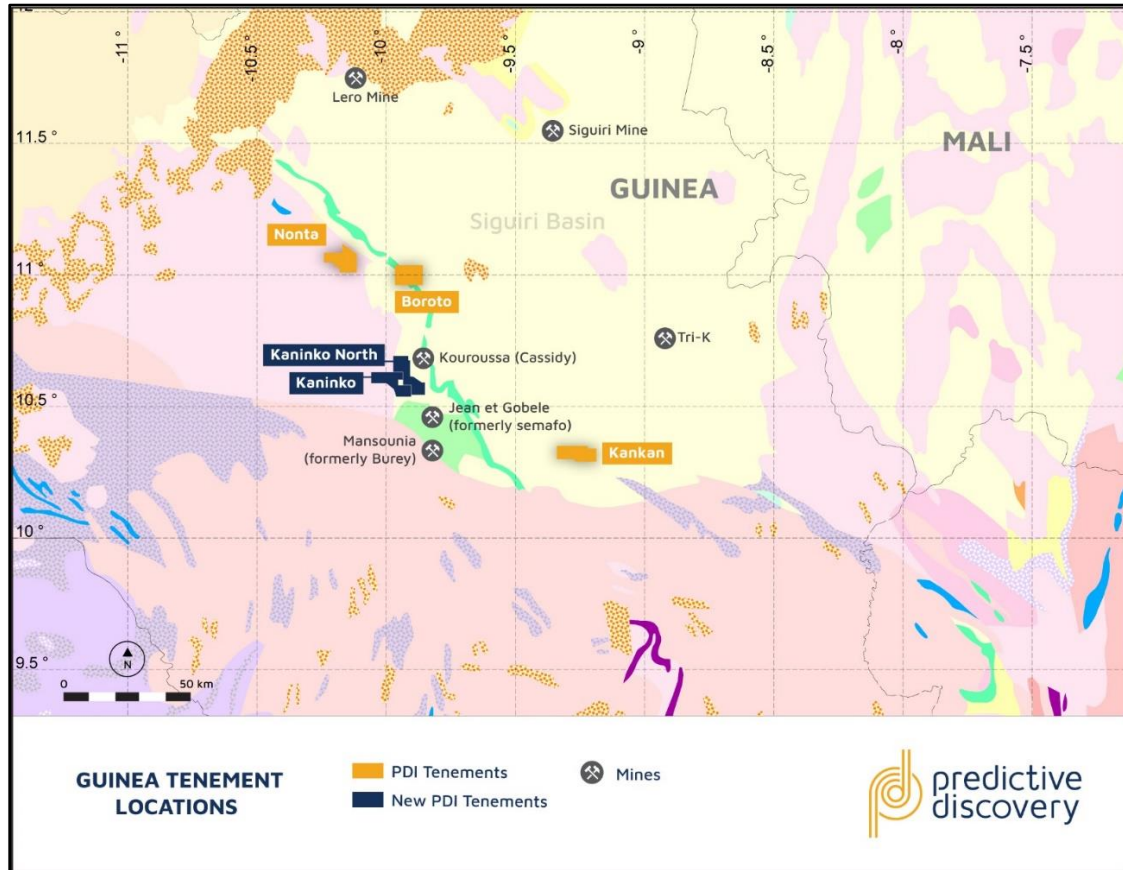 12°
-11°
-10.5°
-10°
-9.5°
-9°
-8.5°
-8°
-7.5°
Lero Mine
Siguiri Mine
11.5°
MALI
GUINEA
Siguiri Basin
Nonta
11°
Boroto
Tri-K
Kaninko North
Kouroussa (Cassidy)
Kaninko
10.5°
Jean et Gobele
(formerly semafo)
Mansounia
(formerly Burey)
Kankan
10°
9.5°
N
0 50 km
GUINEA TENEMENT
LOCATIONS
PDI Tenements
New PDI Tenements
Mines
predictive
discovery